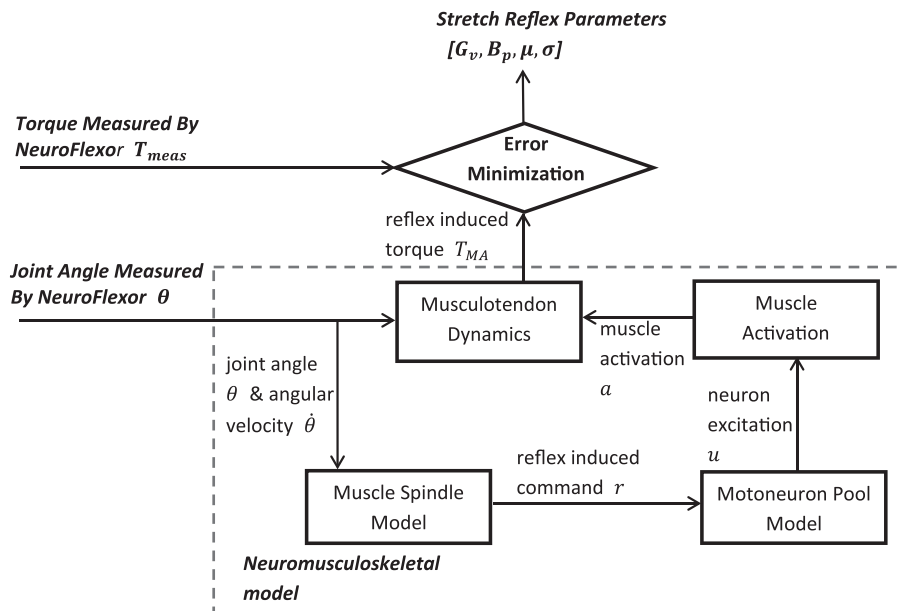 Stretch Reflex Parameters
[Gᵥ, Bₚ, μ, σ]
Torque Measured By
NeuroFlexor T_meas
Error
Minimization
reflex induced
torque T_MA
Joint Angle Measured
By NeuroFlexor θ
Musculotendon
Dynamics
Muscle
Activation
muscle
activation
a
joint angle
θ & angular
velocity θ̇
neuron
excitation
u
reflex induced
command r
Muscle Spindle
Model
Motoneuron Pool
Model
Neuromusculoskeletal
model